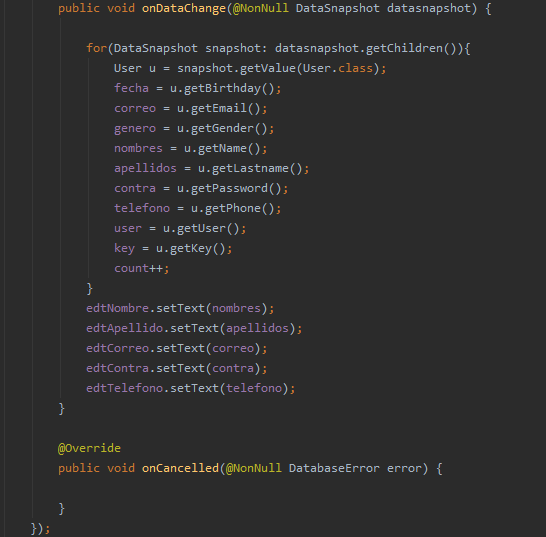 public void onDataChange(@NonNull DataSnapshot datasnapshot) {
for(DataSnapshot snapshot: datasnapshot.getChildren()){
User u = snapshot.getValue(User.class);
fecha = u.getBirthday();
correo = u.getEmail();
genero = u.getGender();
nombres = u.getName();
apellidos = u.getLastname();
contra = u.getPassword();
telefono = u.getPhone();
user = u.getUser();
key = u.getKey();
count++;
}
edtNombre.setText(nombres);
edtApellido.setText(apellidos);
edtCorreo.setText(correo);
edtContra.setText(contra);
edtTelefono.setText(telefono);
}
@Override
public void onCancelled(@NonNull DatabaseError error) {
}
});